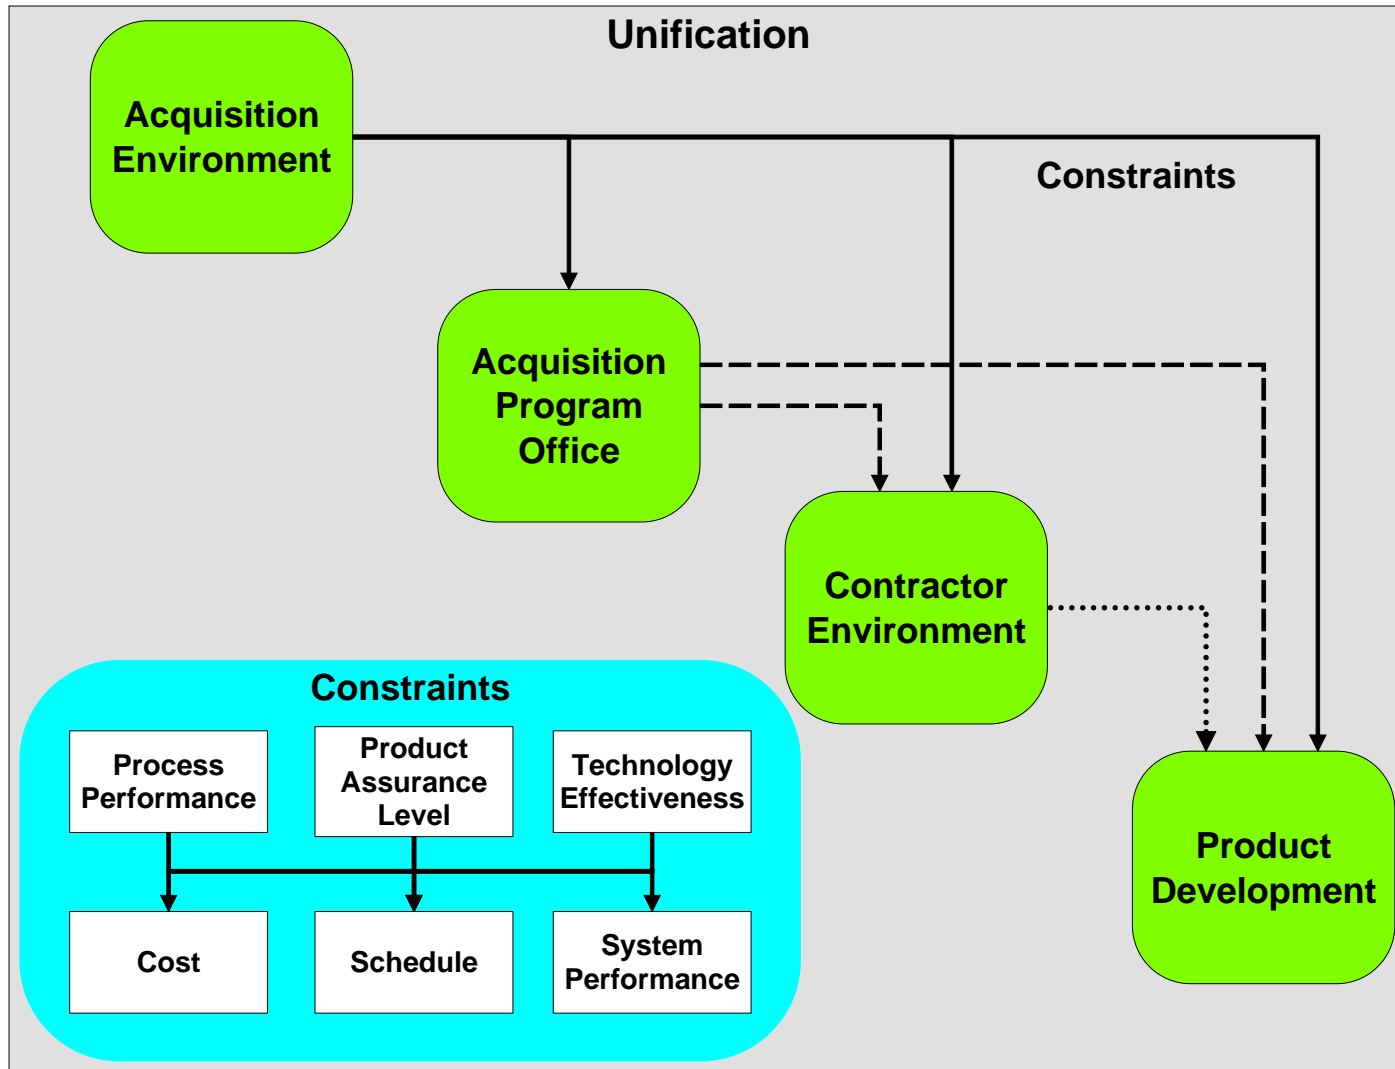 Unification
Acquisition
Environment
Constraints
Acquisition
Program
Office
Contractor
Environment
Constraints
Process
Performance
Product
Assurance
Level
Technology
Effectiveness
Cost
Schedule
System
Performance
Product
Development